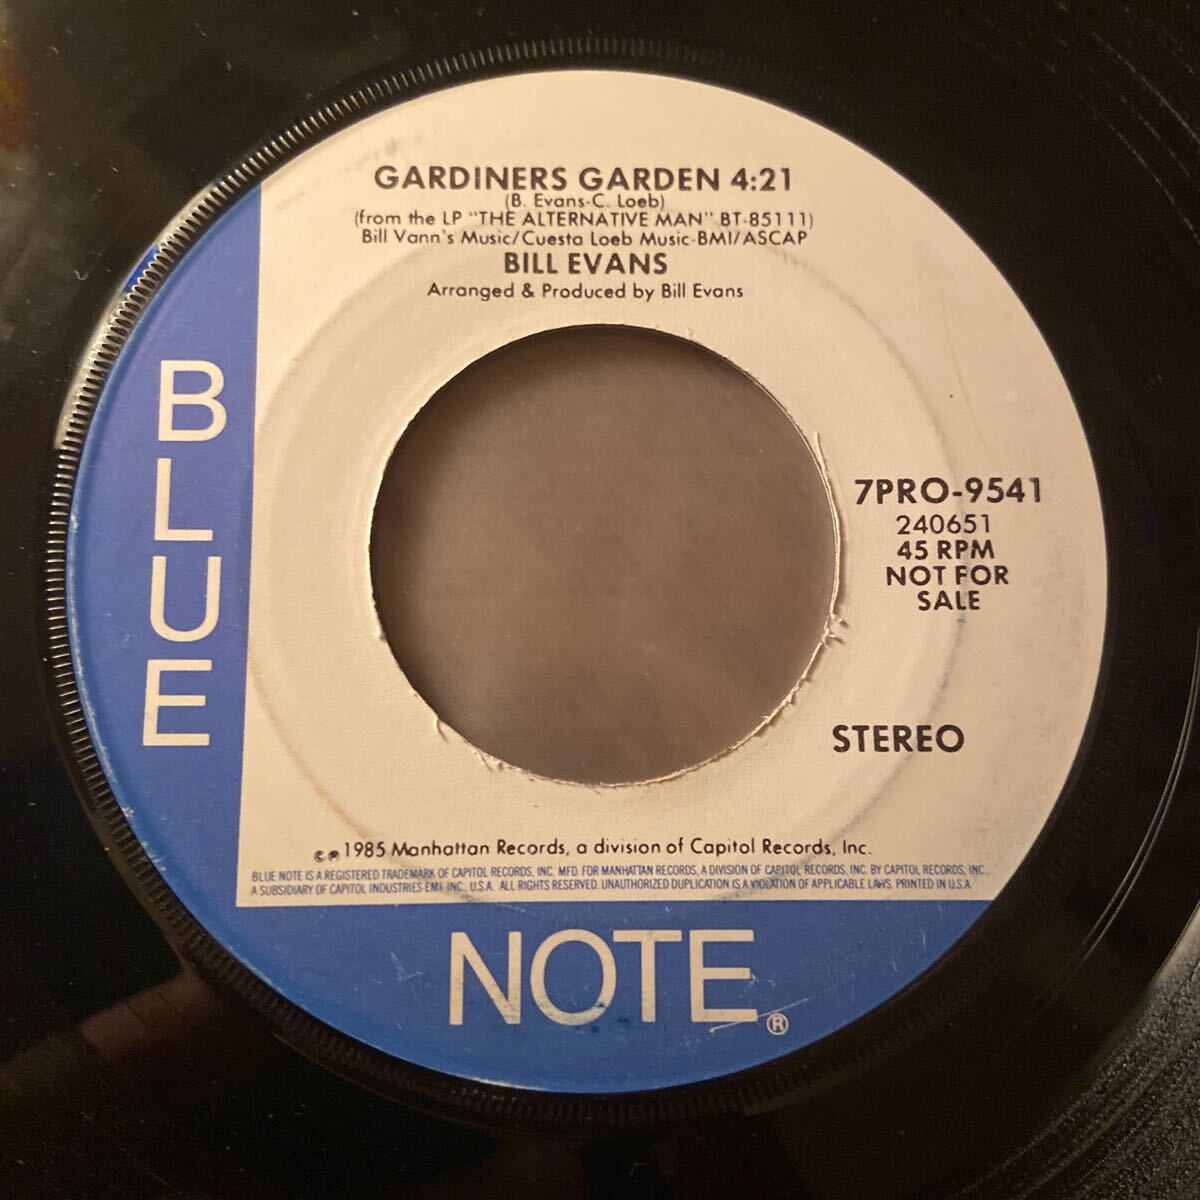 GARDINERS GARDEN 4:21
(B. Evans-C. Loeb)
(from the LP "THE ALTERNATIVE MAN" BT-85111)
Bill Vann's Music/Cuesta Loeb Music-BMI/ASCAP
BILL EVANS
Arranged & Produced by Bill Evans
BLUE
7PRO-9541
240651
45 RPM
NOT FOR
SALE
STEREO
©℗ 1985 Manhattan Records, a division of Capitol Records, Inc.
BLUE NOTE IS A REGISTERED TRADEMARK OF CAPITOL RECORDS, INC. MFD. FOR MANHATTAN RECORDS, A DIVISION OF CAPITOL RECORDS, INC. BY CAPITOL RECORDS, INC.,
A SUBSIDIARY OF CAPITOL INDUSTRIES EMI, INC., U.S.A. ALL RIGHTS RESERVED. UNAUTHORIZED DUPLICATION IS A VIOLATION OF APPLICABLE LAWS. PRINTED IN U.S.A.
NOTE®